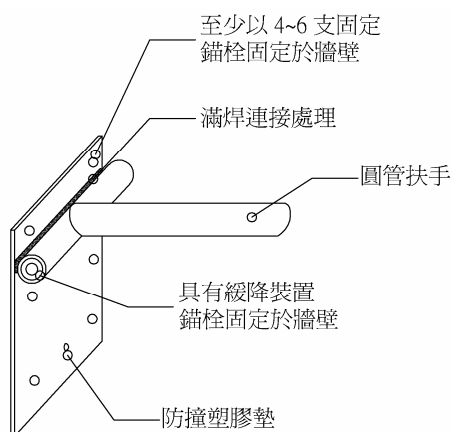 至少以 4~6 支固定
錨栓固定於牆壁
滿焊連接處理
圓管扶手
具有緩降裝置
錨栓固定於牆壁
防撞塑膠墊